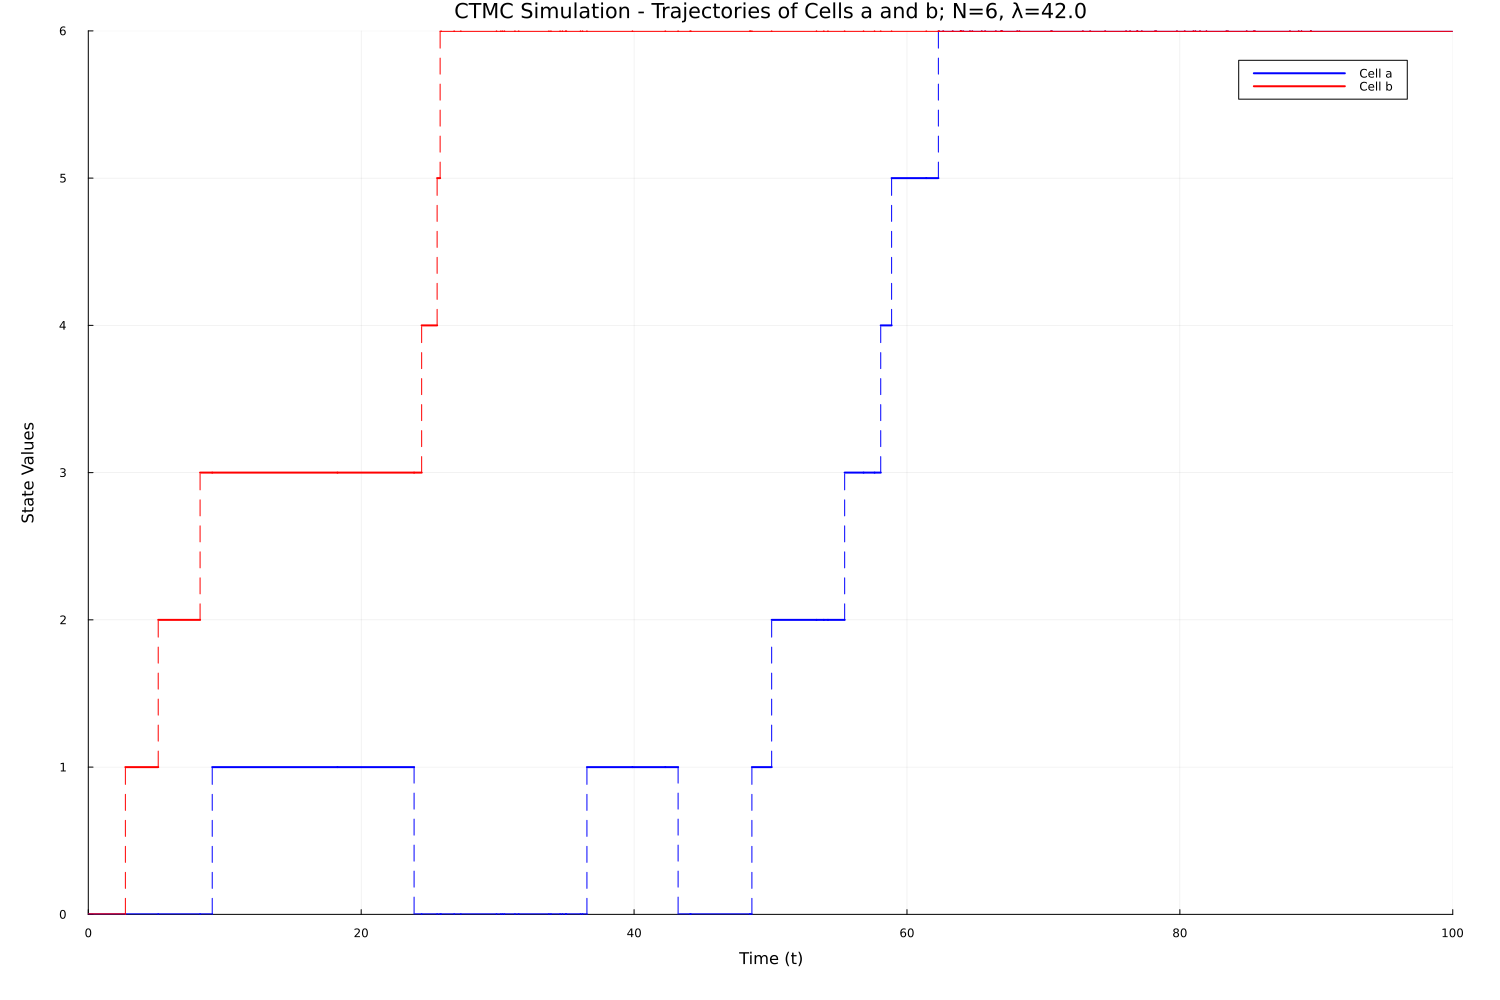 CTMC Simulation - Trajectories of Cells a and b; N=6, λ=42.0
6
Cell a
Cell b
5
4
State Values
3
2
1
0
0 20 40 60 80 100
Time (t)